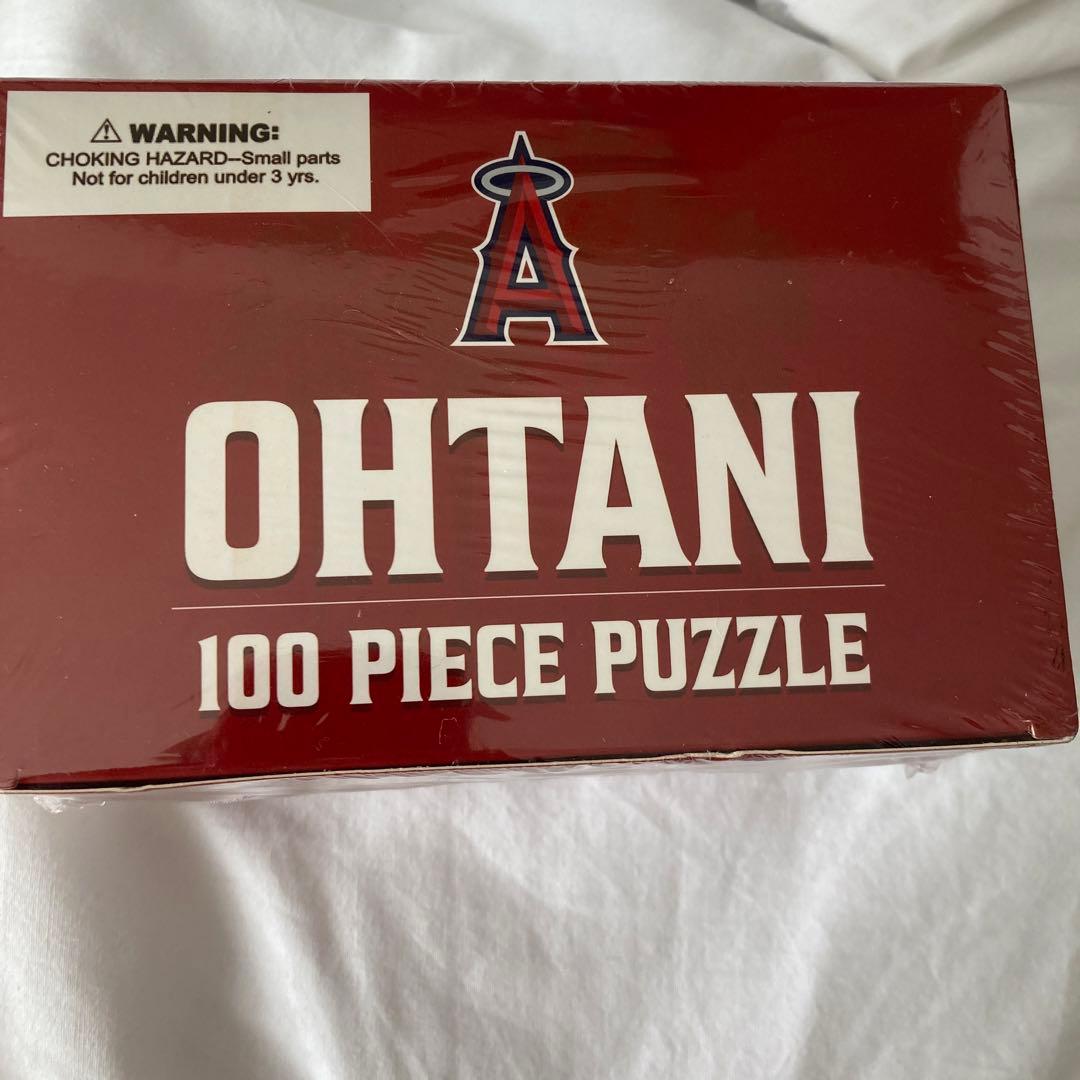 ⚠ WARNING:
CHOKING HAZARD--Small parts
Not for children under 3 yrs.
A
OHTANI
100 PIECE PUZZLE